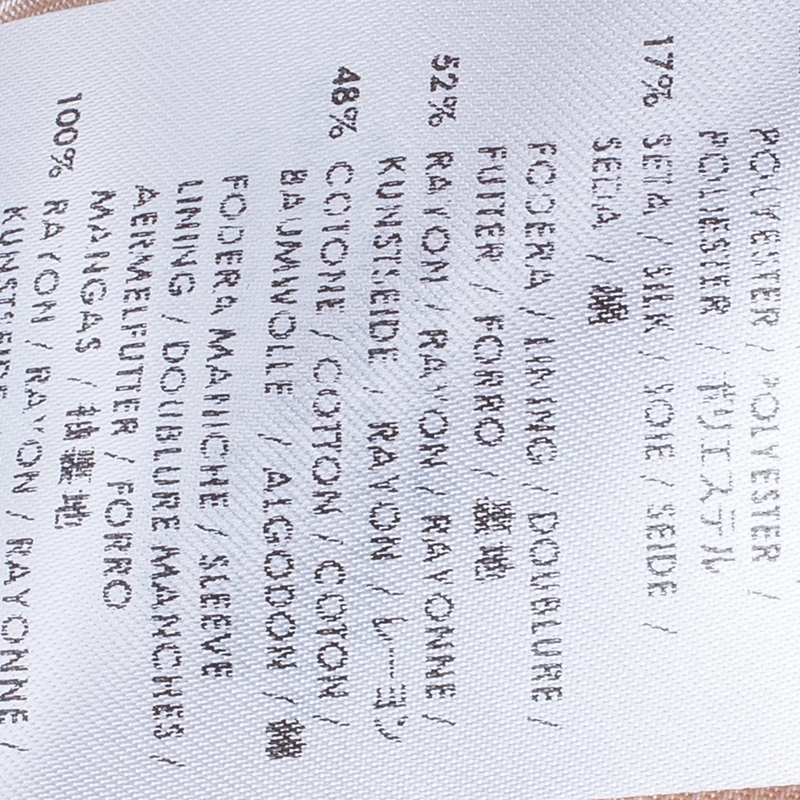 POLYESTER / POLYESTER /
POLIESTER / ポリエステル
17% SETA / SILK / SOIE / SEIDE /
SEDA / 絹
FODERA / LINING / DOUBLURE /
FUTTER / FORRO / 裏地
52% RAYON / RAYON / RAYONNE /
KUNSTSEIDE / RAYON / レーヨン
48% COTONE / COTTON / COTON /
BAUMWOLLE / ALGODON / 綿
FODERA MANICHE / SLEEVE
LINING / DOUBLURE MANCHES /
AERMELFUTTER / FORRO
MANGAS / 袖裏地
100% RAYON / RAYON / RAYONNE /
KUNSTSEIDE